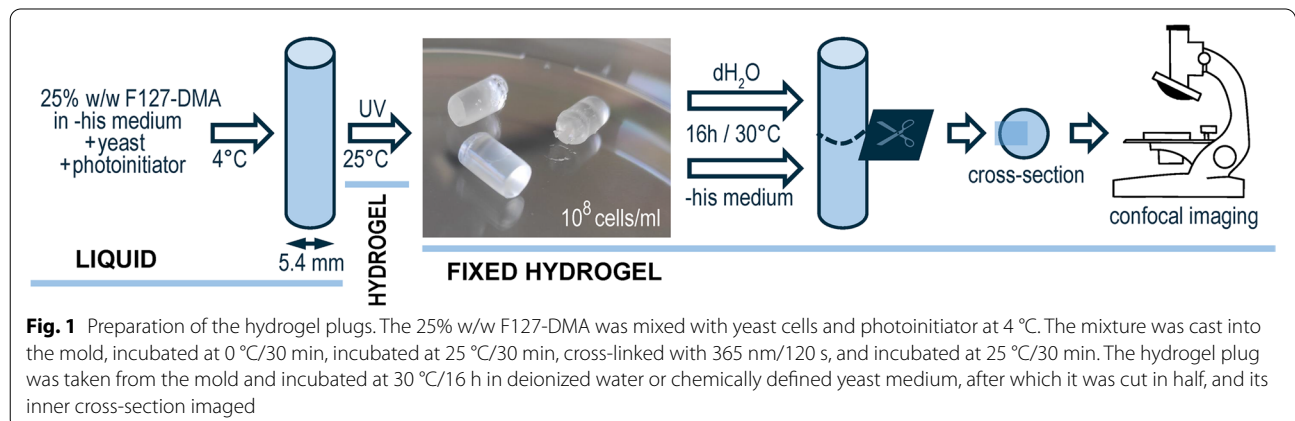 25% w/w F127-DMA
in -his medium
+yeast
+photoinitiator
4°C
5.4 mm
LIQUID
UV
25°C
HYDROGEL
10⁸ cells/ml
FIXED HYDROGEL
dH₂O
16h / 30°C
-his medium
cross-section
confocal imaging
Fig. 1 Preparation of the hydrogel plugs. The 25% w/w F127-DMA was mixed with yeast cells and photoinitiator at 4 °C. The mixture was cast into
the mold, incubated at 0 °C/30 min, incubated at 25 °C/30 min, cross-linked with 365 nm/120 s, and incubated at 25 °C/30 min. The hydrogel plug
was taken from the mold and incubated at 30 °C/16 h in deionized water or chemically defined yeast medium, after which it was cut in half, and its
inner cross-section imaged